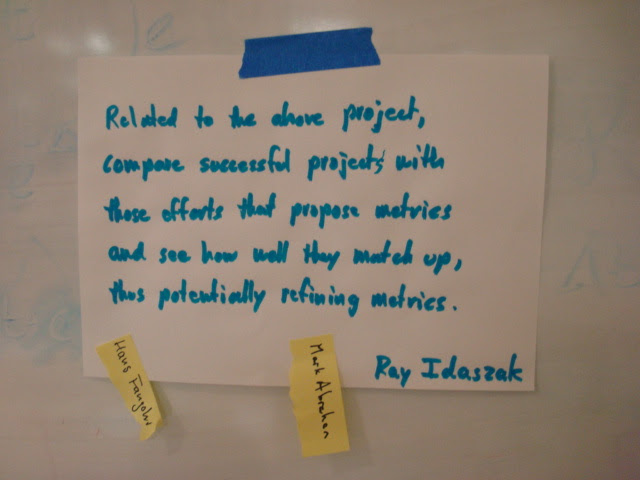 Related to the above project,
compare successful projects with
those efforts that propose metrics
and see how well they match up,
thus potentially refining metrics.
Ray Idaszak
Hans Fangohr
Mark Abraham